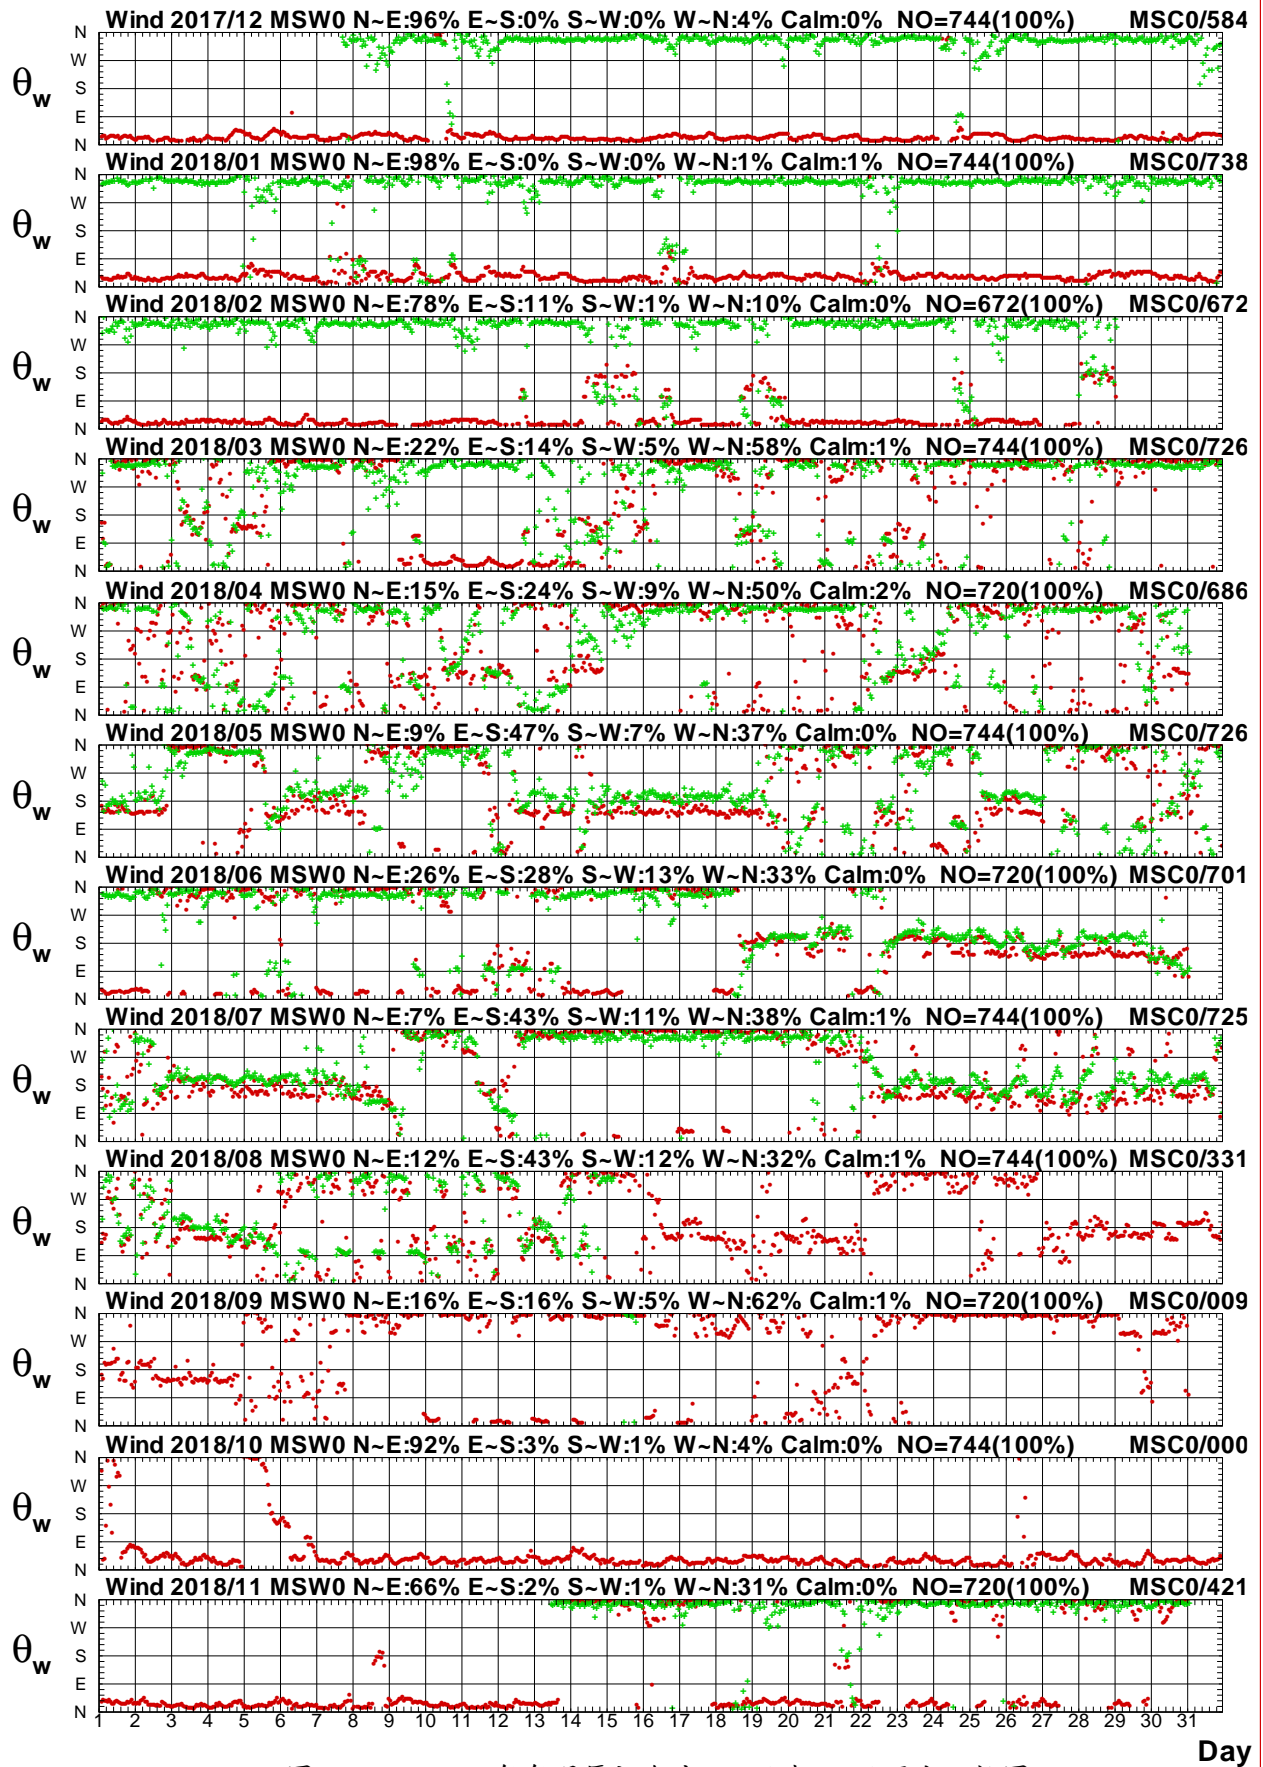 Wind 2017/12 MSW0 N~E:96% E~S:0% S~W:0% W~N:4% Calm:0% NO=744(100%) MSC0/584
N
W
θw S
E
N
Wind 2018/01 MSW0 N~E:98% E~S:0% S~W:0% W~N:1% Calm:1% NO=744(100%) MSC0/738
N
W
θw S
E
N
Wind 2018/02 MSW0 N~E:78% E~S:11% S~W:1% W~N:10% Calm:0% NO=672(100%) MSC0/672
N
W
θw S
E
N
Wind 2018/03 MSW0 N~E:22% E~S:14% S~W:5% W~N:58% Calm:1% NO=744(100%) MSC0/726
N
W
θw S
E
N
Wind 2018/04 MSW0 N~E:15% E~S:24% S~W:9% W~N:50% Calm:2% NO=720(100%) MSC0/686
N
W
θw S
E
N
Wind 2018/05 MSW0 N~E:9% E~S:47% S~W:7% W~N:37% Calm:0% NO=744(100%) MSC0/726
N
W
θw S
E
N
Wind 2018/06 MSW0 N~E:26% E~S:28% S~W:13% W~N:33% Calm:0% NO=720(100%) MSC0/701
N
W
θw S
E
N
Wind 2018/07 MSW0 N~E:7% E~S:43% S~W:11% W~N:38% Calm:1% NO=744(100%) MSC0/725
N
W
θw S
E
N
Wind 2018/08 MSW0 N~E:12% E~S:43% S~W:12% W~N:32% Calm:1% NO=744(100%) MSC0/331
N
W
θw S
E
N
Wind 2018/09 MSW0 N~E:16% E~S:16% S~W:5% W~N:62% Calm:1% NO=720(100%) MSC0/009
N
W
θw S
E
N
Wind 2018/10 MSW0 N~E:92% E~S:3% S~W:1% W~N:4% Calm:0% NO=744(100%) MSC0/000
N
W
θw S
E
N
Wind 2018/11 MSW0 N~E:66% E~S:2% S~W:1% W~N:31% Calm:0% NO=720(100%) MSC0/421
N
W
θw S
E
N
1 2 3 4 5 6 7 8 9 10 11 12 13 14 15 16 17 18 19 20 21 22 23 24 25 26 27 28 29 30 31
Day